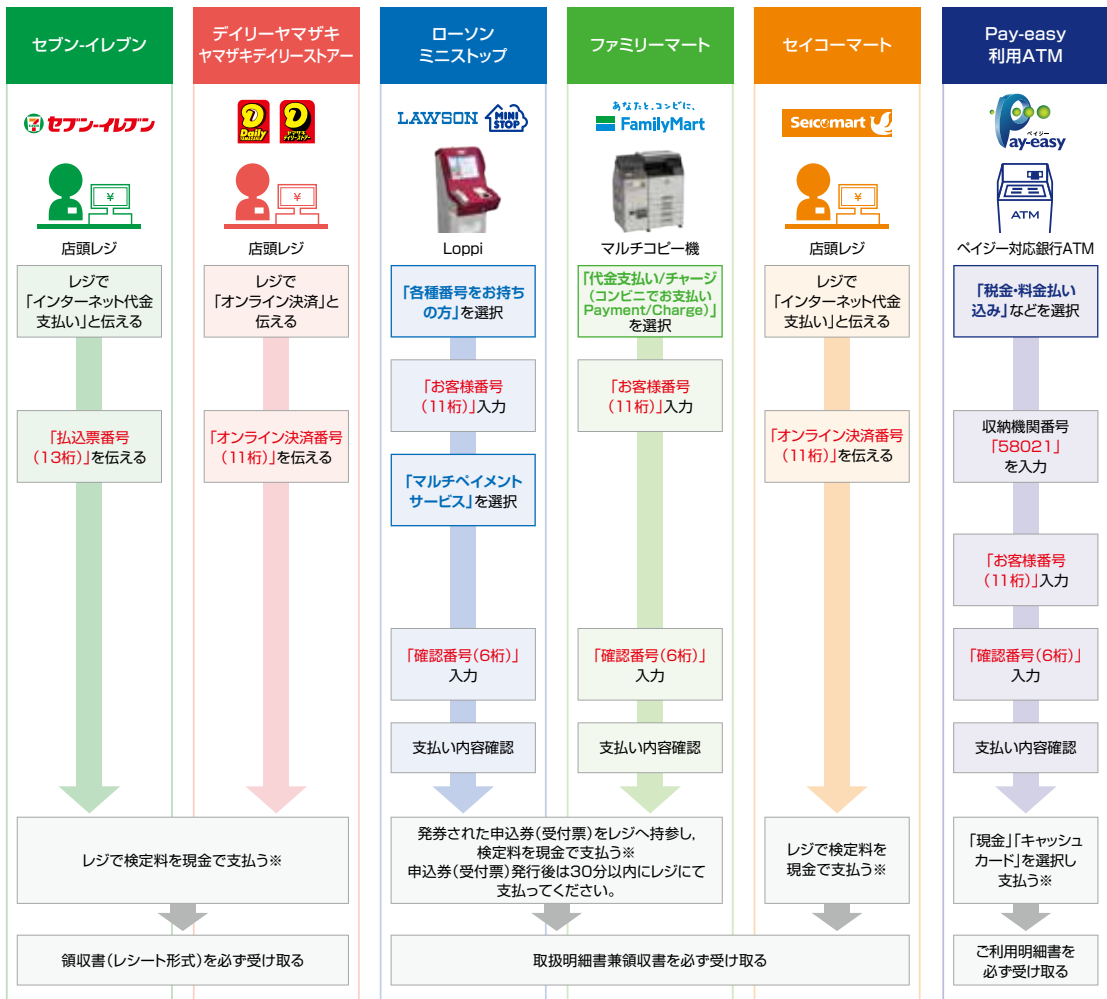 セブン-イレブン
デイリーヤマザキ
ヤマザキデイリーストアー
ローソン
ミニストップ
ファミリーマート
セイコーマート
Pay-easy
利用ATM
7
ELEVEN
セブン-イレブン
Daily
YAMAZAKI
ヤマザキ
デイリーストアー
LAWSON
MINI
STOP
あなたと、コンビに、
FamilyMart
Seicomart
ペイジー
Pay-easy
¥
¥
¥
ATM
店頭レジ
店頭レジ
Loppi
マルチコピー機
店頭レジ
ペイジー対応銀行ATM
レジで
「インターネット代金
支払い」と伝える
レジで
「オンライン決済」と
伝える
「各種番号をお持ち
の方」を選択
「代金支払い/チャージ
(コンビニでお支払い
Payment/Charge)」
を選択
レジで
「インターネット代金
支払い」と伝える
「税金・料金払い
込み」などを選択
「お客様番号
(11桁)」入力
「お客様番号
(11桁)」入力
「払込票番号
(13桁)」を伝える
「オンライン決済番号
(11桁)」を伝える
「マルチペイメント
サービス」を選択
「オンライン決済番号
(11桁)」を伝える
収納機関番号
「58021」
を入力
「お客様番号
(11桁)」入力
「確認番号(6桁)」
入力
「確認番号(6桁)」
入力
「確認番号(6桁)」
入力
支払い内容確認
支払い内容確認
支払い内容確認
レジで検定料を現金で支払う※
発券された申込券(受付票)をレジへ持参し,
検定料を現金で支払う※
申込券(受付票)発行後は30分以内にレジにて
支払ってください。
レジで検定料を
現金で支払う※
「現金」「キャッシュ
カード」を選択し
支払う※
領収書(レシート形式)を必ず受け取る
取扱明細書兼領収書を必ず受け取る
ご利用明細書を
必ず受け取る